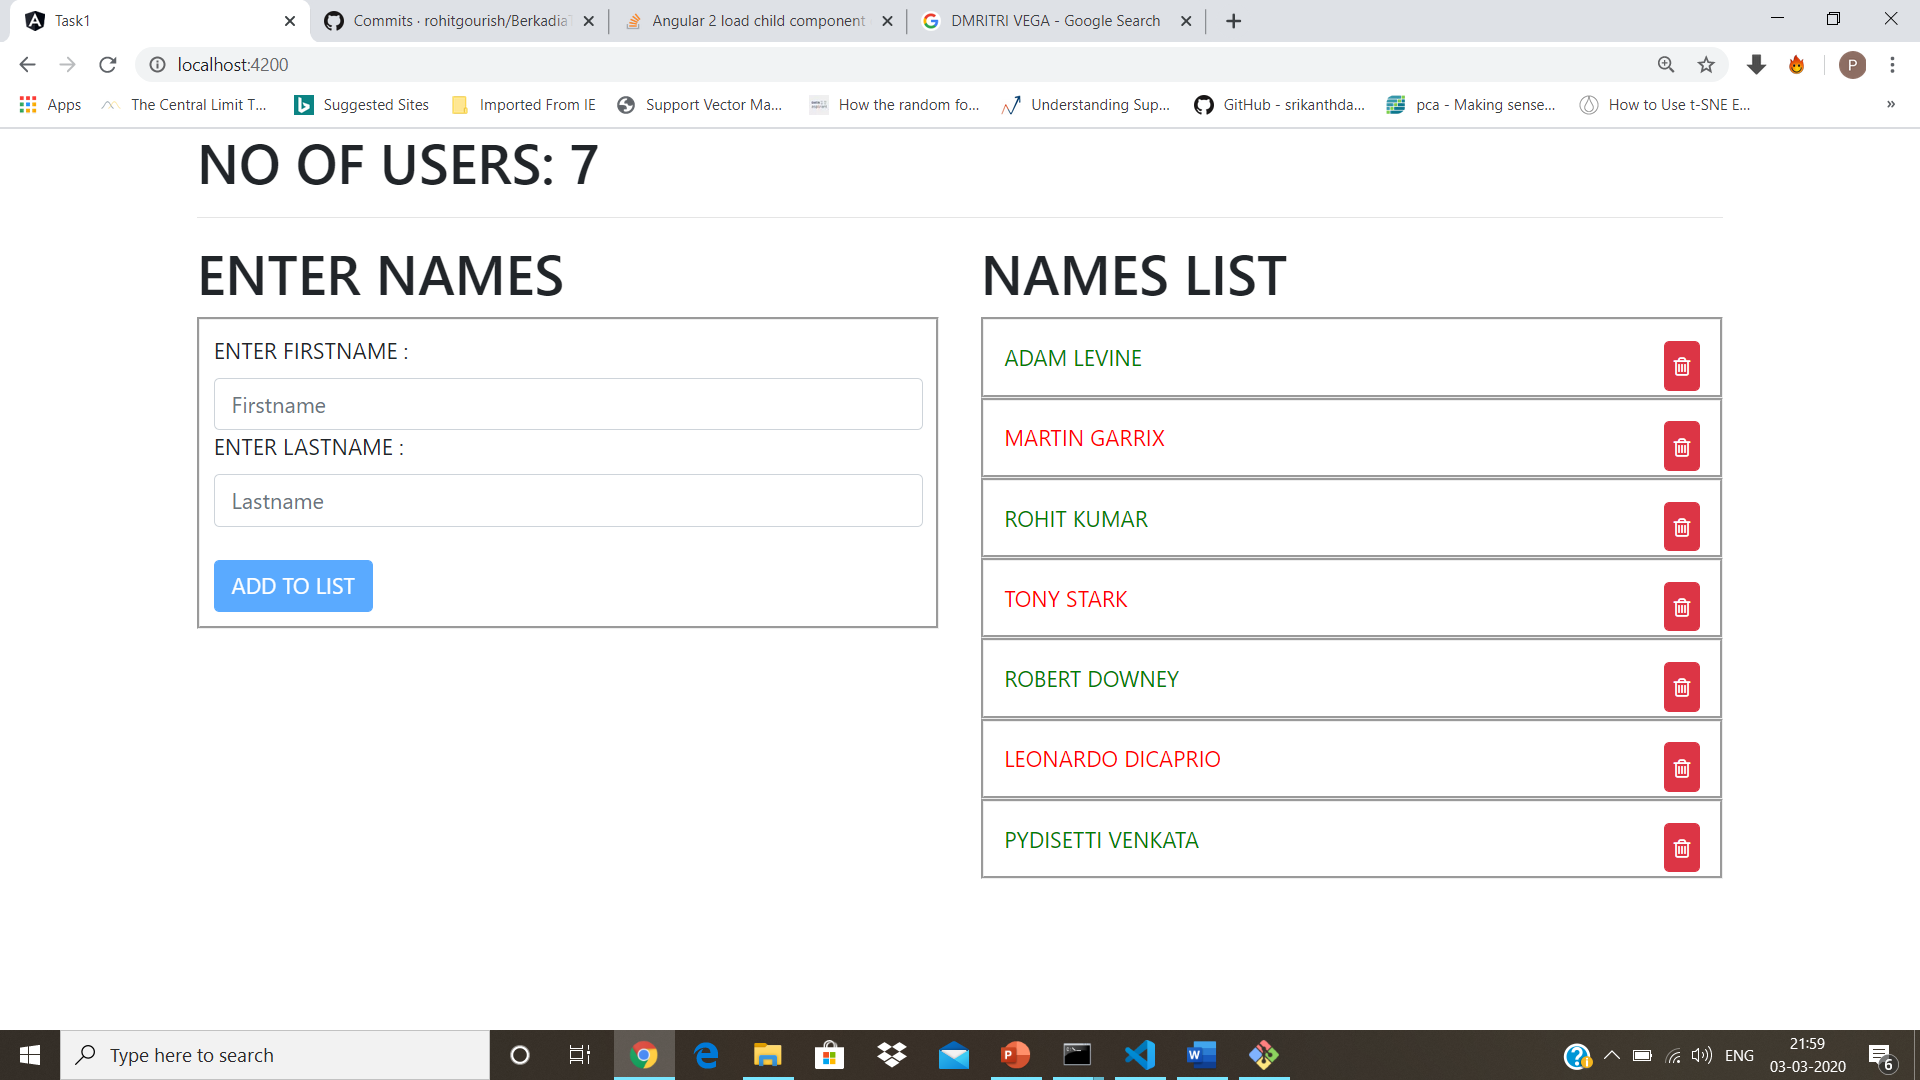 Task1
Commits · rohitgourish/Berkadia
Angular 2 load child component
DMRITRI VEGA - Google Search
localhost:4200
P
Apps
The Central Limit T...
Suggested Sites
Imported From IE
Support Vector Ma...
How the random fo...
Understanding Sup...
GitHub - srikanthda...
pca - Making sense...
How to Use t-SNE E...
»
NO OF USERS: 7
ENTER NAMES
ENTER FIRSTNAME :
Firstname
ENTER LASTNAME :
Lastname
ADD TO LIST
NAMES LIST
ADAM LEVINE
MARTIN GARRIX
ROHIT KUMAR
TONY STARK
ROBERT DOWNEY
LEONARDO DICAPRIO
PYDISETTI VENKATA
Type here to search
ENG
21:59
03-03-2020
6